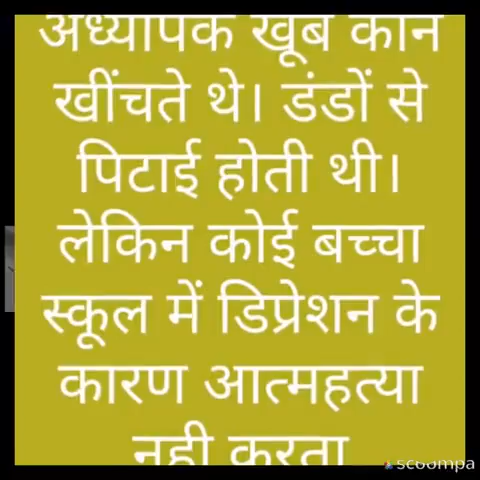 अध्यापक खूब कान
खींचते थे। डंडों से
पिटाई होती थी।
लेकिन कोई बच्चा
स्कूल में डिप्रेशन के
कारण आत्महत्या
नही करता
scoompa